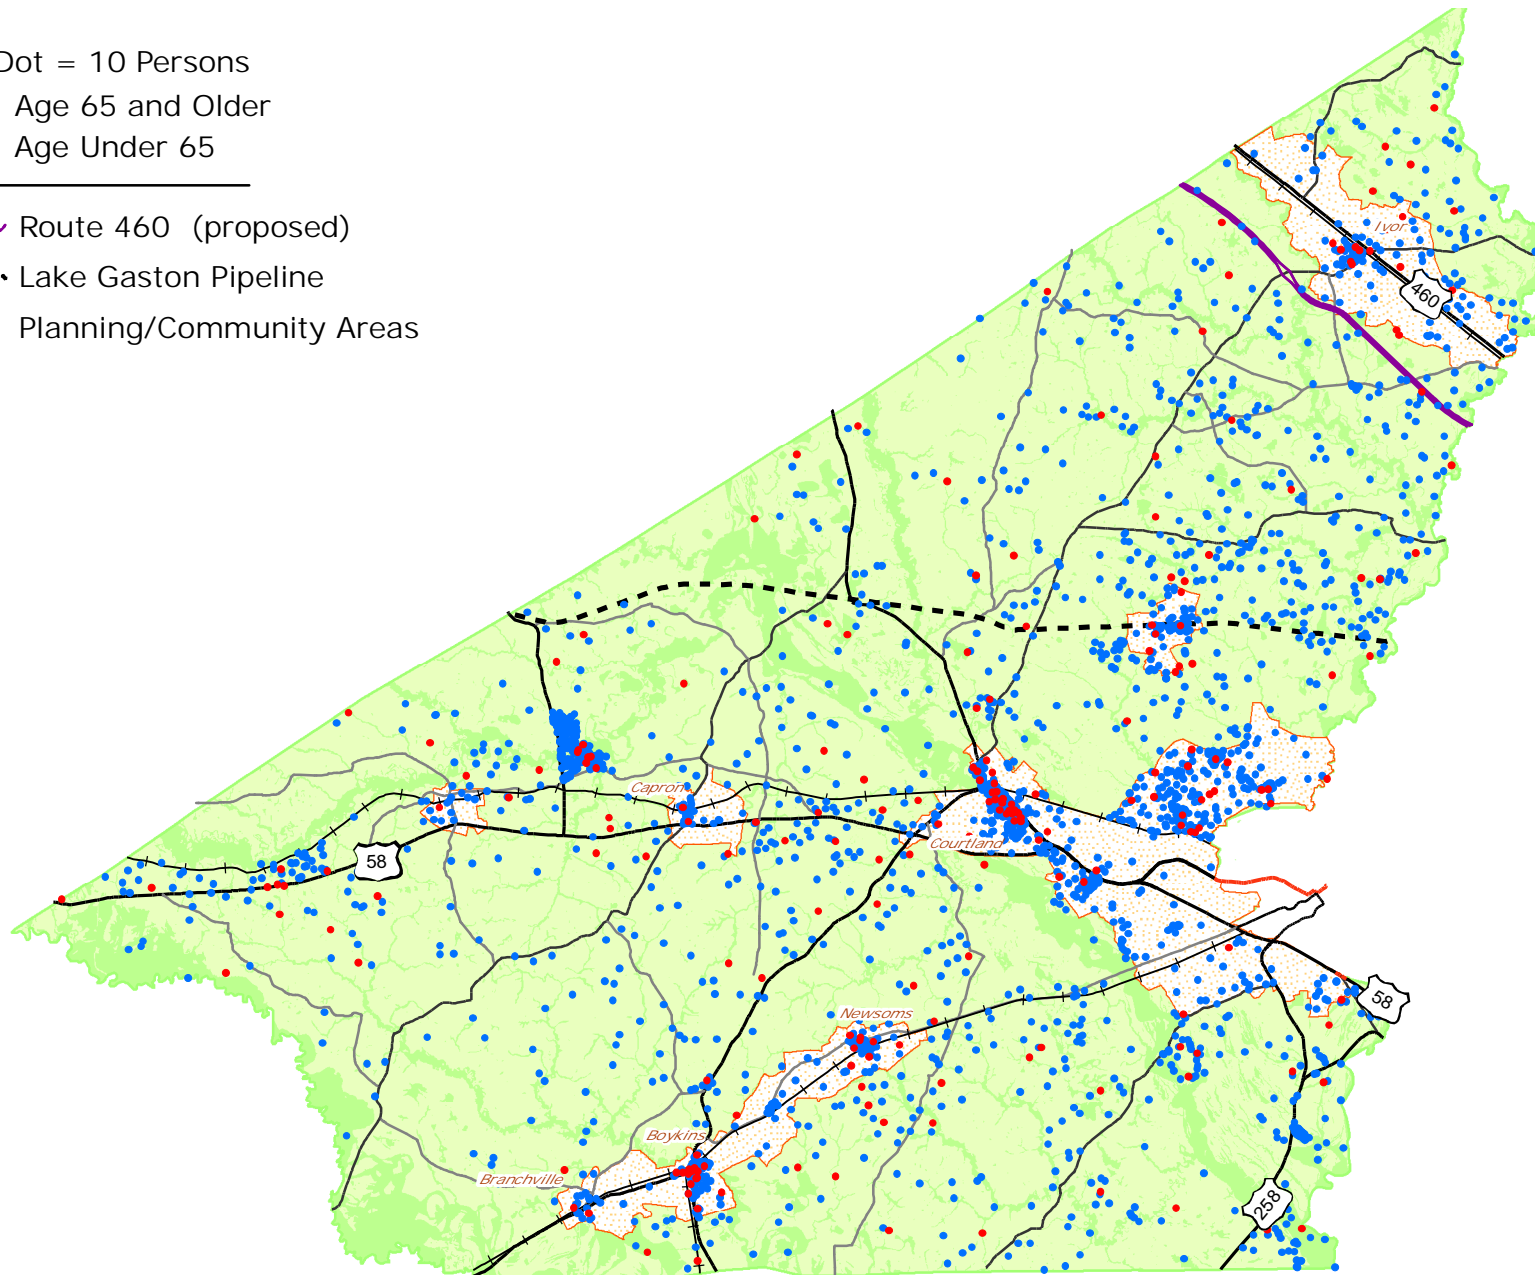 Dot = 10 Persons
Age 65 and Older
Age Under 65
Route 460 (proposed)
Lake Gaston Pipeline
Planning/Community Areas
Ivor
460
Capron
58
Courtland
58
Newsoms
Boykins
Branchville
258